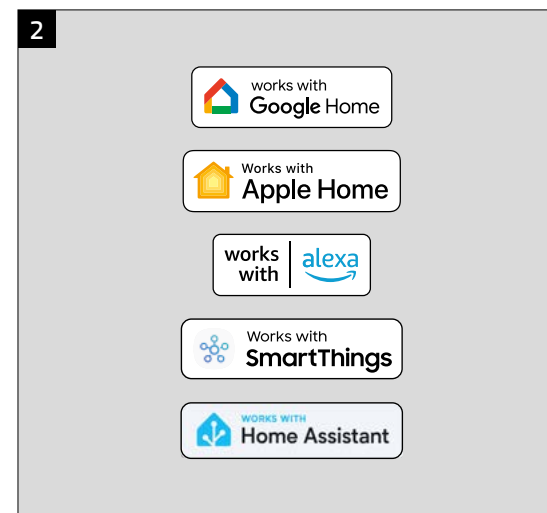 2
works with
Google Home
Works with
Apple Home
works
with
alexa
Works with
SmartThings
WORKS WITH
Home Assistant